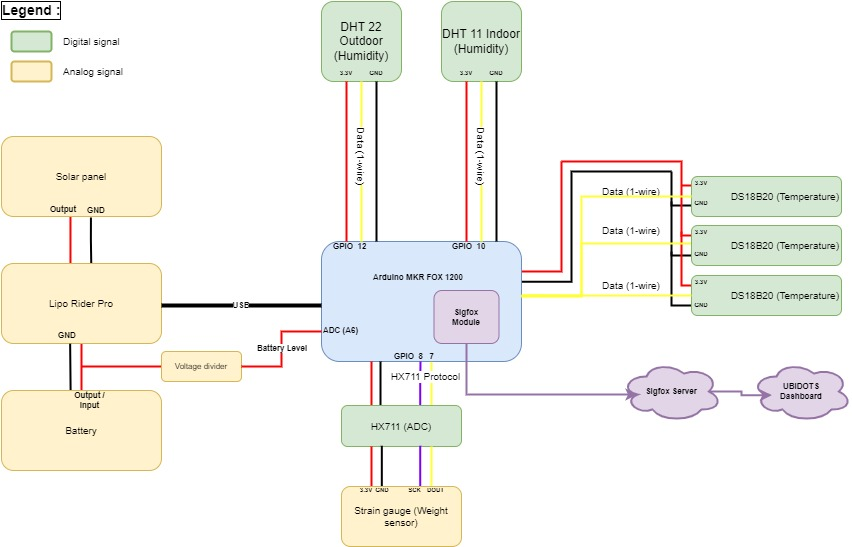 Legend :
Digital signal
Analog signal
DHT 22
Outdoor
(Humidity)
3.3V
GND
DHT 11 Indoor
(Humidity)
3.3V
GND
Data (1-wire)
Data (1-wire)
Solar panel
Output
GND
Lipo Rider Pro
GND
USB
Output /
Input
Battery
Voltage divider
Battery Level
GPIO 12
GPIO 10
Arduino MKR FOX 1200
Sigfox
Module
ADC (A6)
GPIO 8 7
Data (1-wire)
3.3V
GND
DS18B20 (Temperature)
Data (1-wire)
3.3V
GND
DS18B20 (Temperature)
Data (1-wire)
3.3V
GND
DS18B20 (Temperature)
HX711 Protocol
HX711 (ADC)
3.3V
GND
SCK
DOUT
Strain gauge (Weight
sensor)
Sigfox Server
UBIDOTS
Dashboard